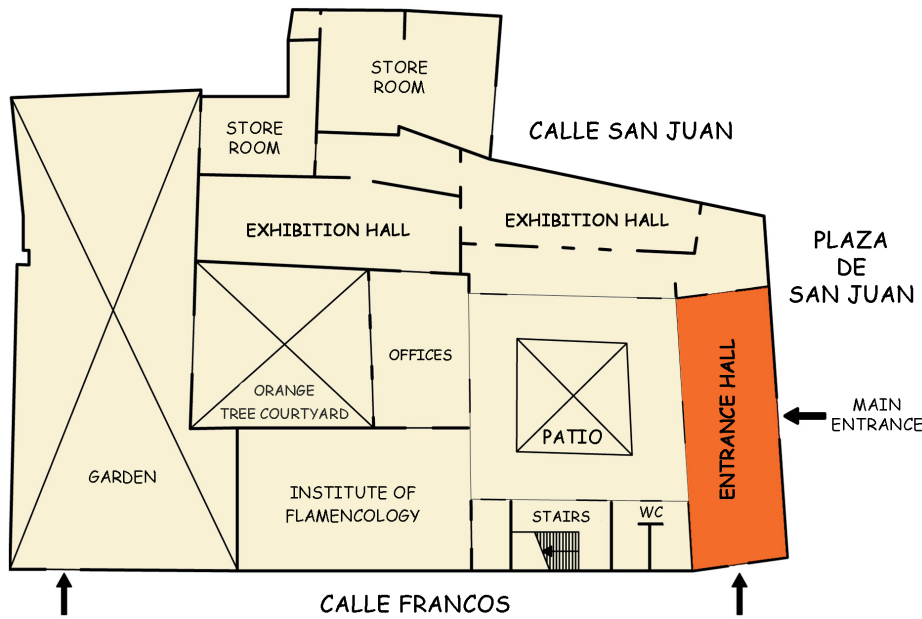 STORE
ROOM
STORE
ROOM
CALLE SAN JUAN
EXHIBITION HALL
EXHIBITION HALL
PLAZA
DE
SAN JUAN
OFFICES
ORANGE
TREE COURTYARD
ENTRANCE HALL
MAIN
ENTRANCE
PATIO
GARDEN
INSTITUTE OF
FLAMENCOLOGY
STAIRS
WC
CALLE FRANCOS